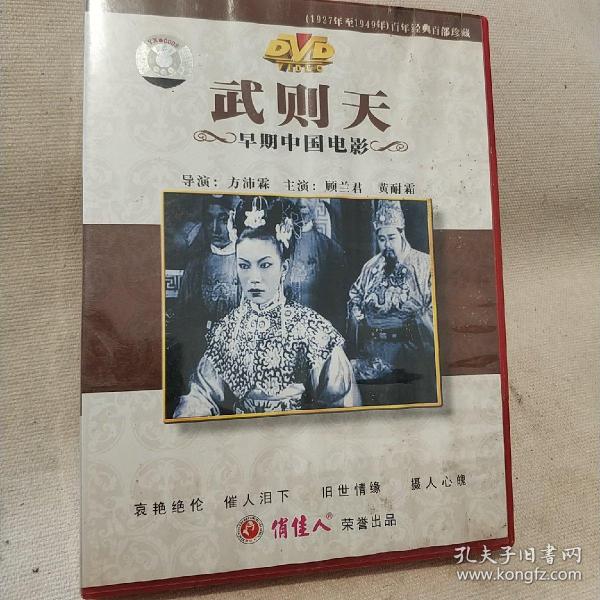 (1927年至1949年)百年经典百部珍藏
DVD
VIDEO
武则天
早期中国电影
导演：方沛霖 主演：顾兰君 黄耐霜
哀艳绝伦 催人泪下 旧世情缘 摄人心魄
俏佳人® 荣誉出品
孔夫子旧书网
www.kongfz.com